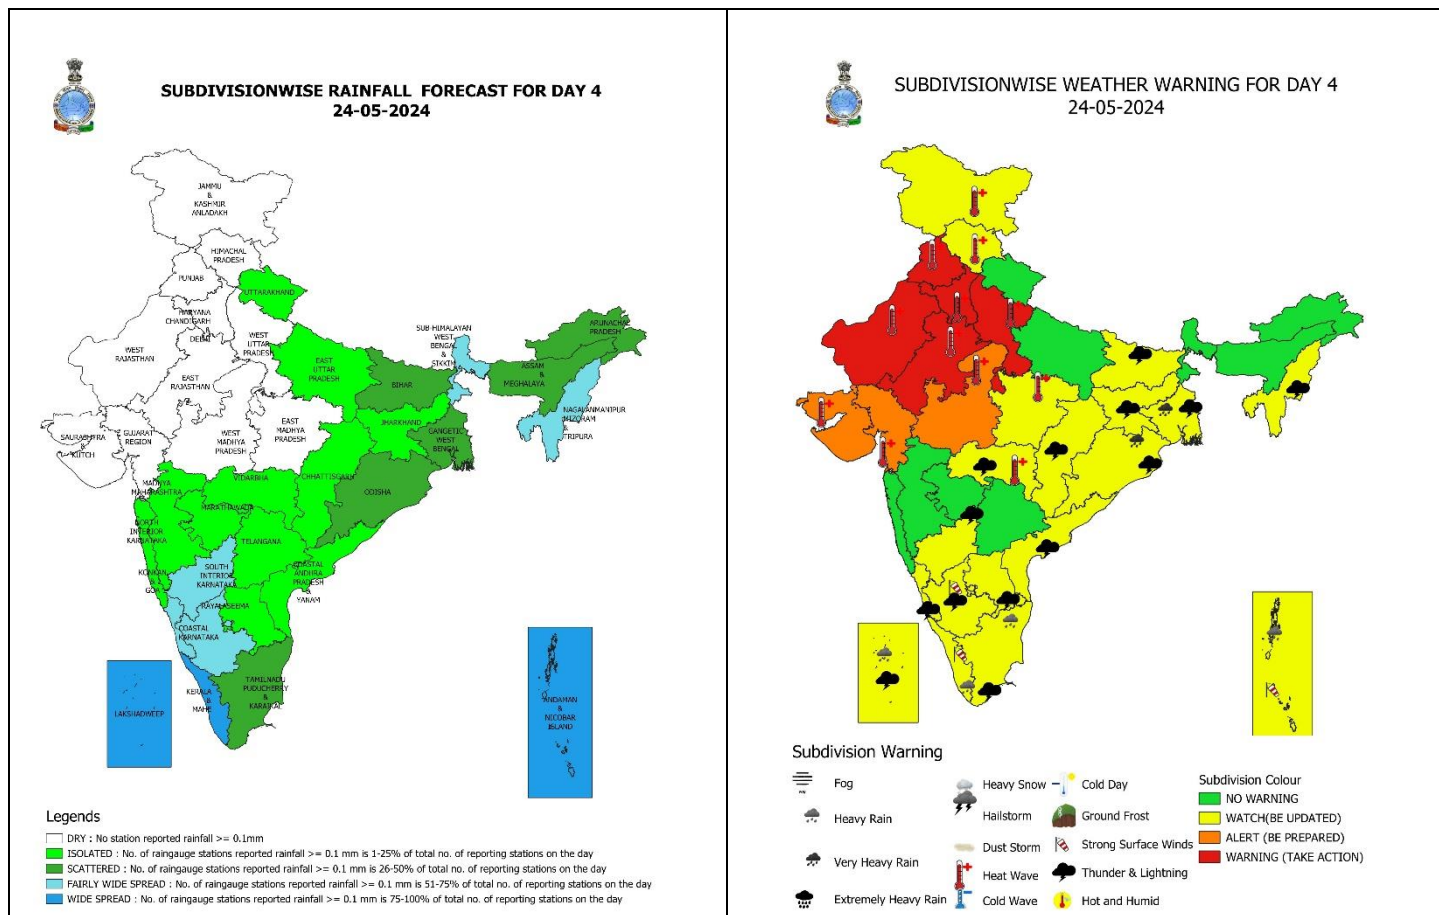 SUBDIVISIONWISE RAINFALL FORECAST FOR DAY 4
24-05-2024
JAMMU
&
KASHMIR
ANLADAKH
HIMACHAL
PRADESH
PUNJAB
UTTARAKHAND
HARYANA
CHANDIGARH
&
DELHI
WEST
UTTAR
PRADESH
WEST
RAJASTHAN
EAST
RAJASTHAN
EAST
UTTAR
PRADESH
SUB-HIMALAYAN
WEST
BENGAL
&
SIKKIM
ARUNACHAL
PRADESH
ASSAM
&
MEGHALAYA
BIHAR
NAGALANMANIPUR
MIZORAM
&
TRIPURA
JHARKHAND
GANGETIC
WEST
BENGAL
SAURASHTRA
&
KUTCH
GUJARAT
REGION
WEST
MADHYA
PRADESH
EAST
MADHYA
PRADESH
MADHYA
MAHARASHTRA
VIDARBHA
CHHATTISGARH
ODISHA
MARATHAWADA
NORTH
INTERIOR
KARNATAKA
TELANGANA
KONKAN
&
GOA
SOUTH
INTERIOR
KARNATAKA
COASTAL
ANDHRA
PRADESH
&
YANAM
RAYALASEEMA
COASTAL
KARNATAKA
KERALA
&
MAHE
TAMILNADU
PUDUCHERRY
&
KARAIKAL
LAKSHADWEEP
ANDAMAN
&
NICOBAR
ISLAND
Legends
DRY : No station reported rainfall >= 0.1mm
ISOLATED : No. of raingauge stations reported rainfall >= 0.1 mm is 1-25% of total no. of reporting stations on the day
SCATTERED : No. of raingauge stations reported rainfall >= 0.1 mm is 26-50% of total no. of reporting stations on the day
FAIRLY WIDE SPREAD : No. of raingauge stations reported rainfall >= 0.1 mm is 51-75% of total no. of reporting stations on the day
WIDE SPREAD : No. of raingauge stations reported rainfall >= 0.1 mm is 75-100% of total no. of reporting stations on the day
SUBDIVISIONWISE WEATHER WARNING FOR DAY 4
24-05-2024
Subdivision Warning
Fog
Heavy Rain
Very Heavy Rain
Extremely Heavy Rain
Heavy Snow
Hailstorm
Dust Storm
Heat Wave
Cold Wave
Cold Day
Ground Frost
Strong Surface Winds
Thunder & Lightning
Hot and Humid
Subdivision Colour
NO WARNING
WATCH(BE UPDATED)
ALERT (BE PREPARED)
WARNING (TAKE ACTION)